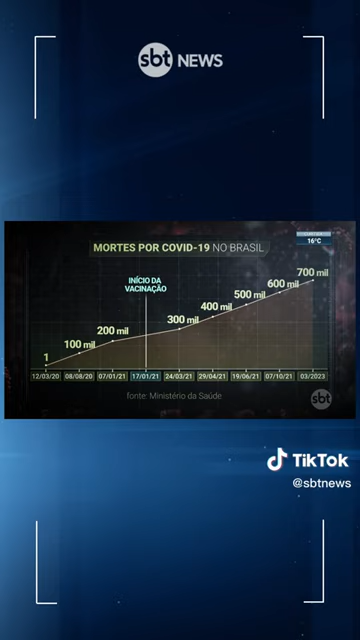 sbt NEWS
16°C
MORTES POR COVID-19 NO BRASIL
700 mil
INÍCIO DA
VACINAÇÃO
600 mil
500 mil
400 mil
300 mil
200 mil
100 mil
1
12/03/20 08/08/20 07/01/21 17/01/21 24/03/21 29/04/21 19/06/21 07/10/21 03/2023
fonte: Ministério da Saúde
sbt
TikTok
@sbtnews